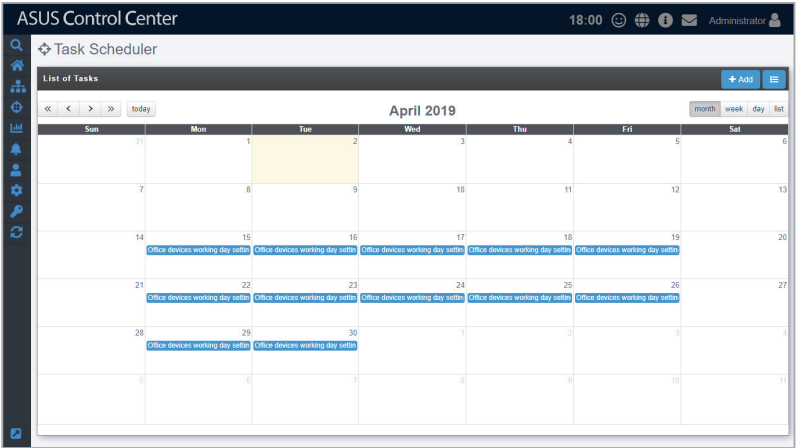 ASUS Control Center
18:00 Administrator
Task Scheduler
List of Tasks
Add
today
April 2019
month week day list
Sun Mon Tue Wed Thu Fri Sat
31 1 2 3 4 5 6
7 8 9 10 11 12 13
14 15 16 17 18 19 20
Office devices working day settin Office devices working day settin Office devices working day settin Office devices working day settin Office devices working day settin
21 22 23 24 25 26 27
Office devices working day settin Office devices working day settin Office devices working day settin Office devices working day settin Office devices working day settin
28 29 30 1 2 3 4
Office devices working day settin Office devices working day settin
5 6 7 8 9 10 11